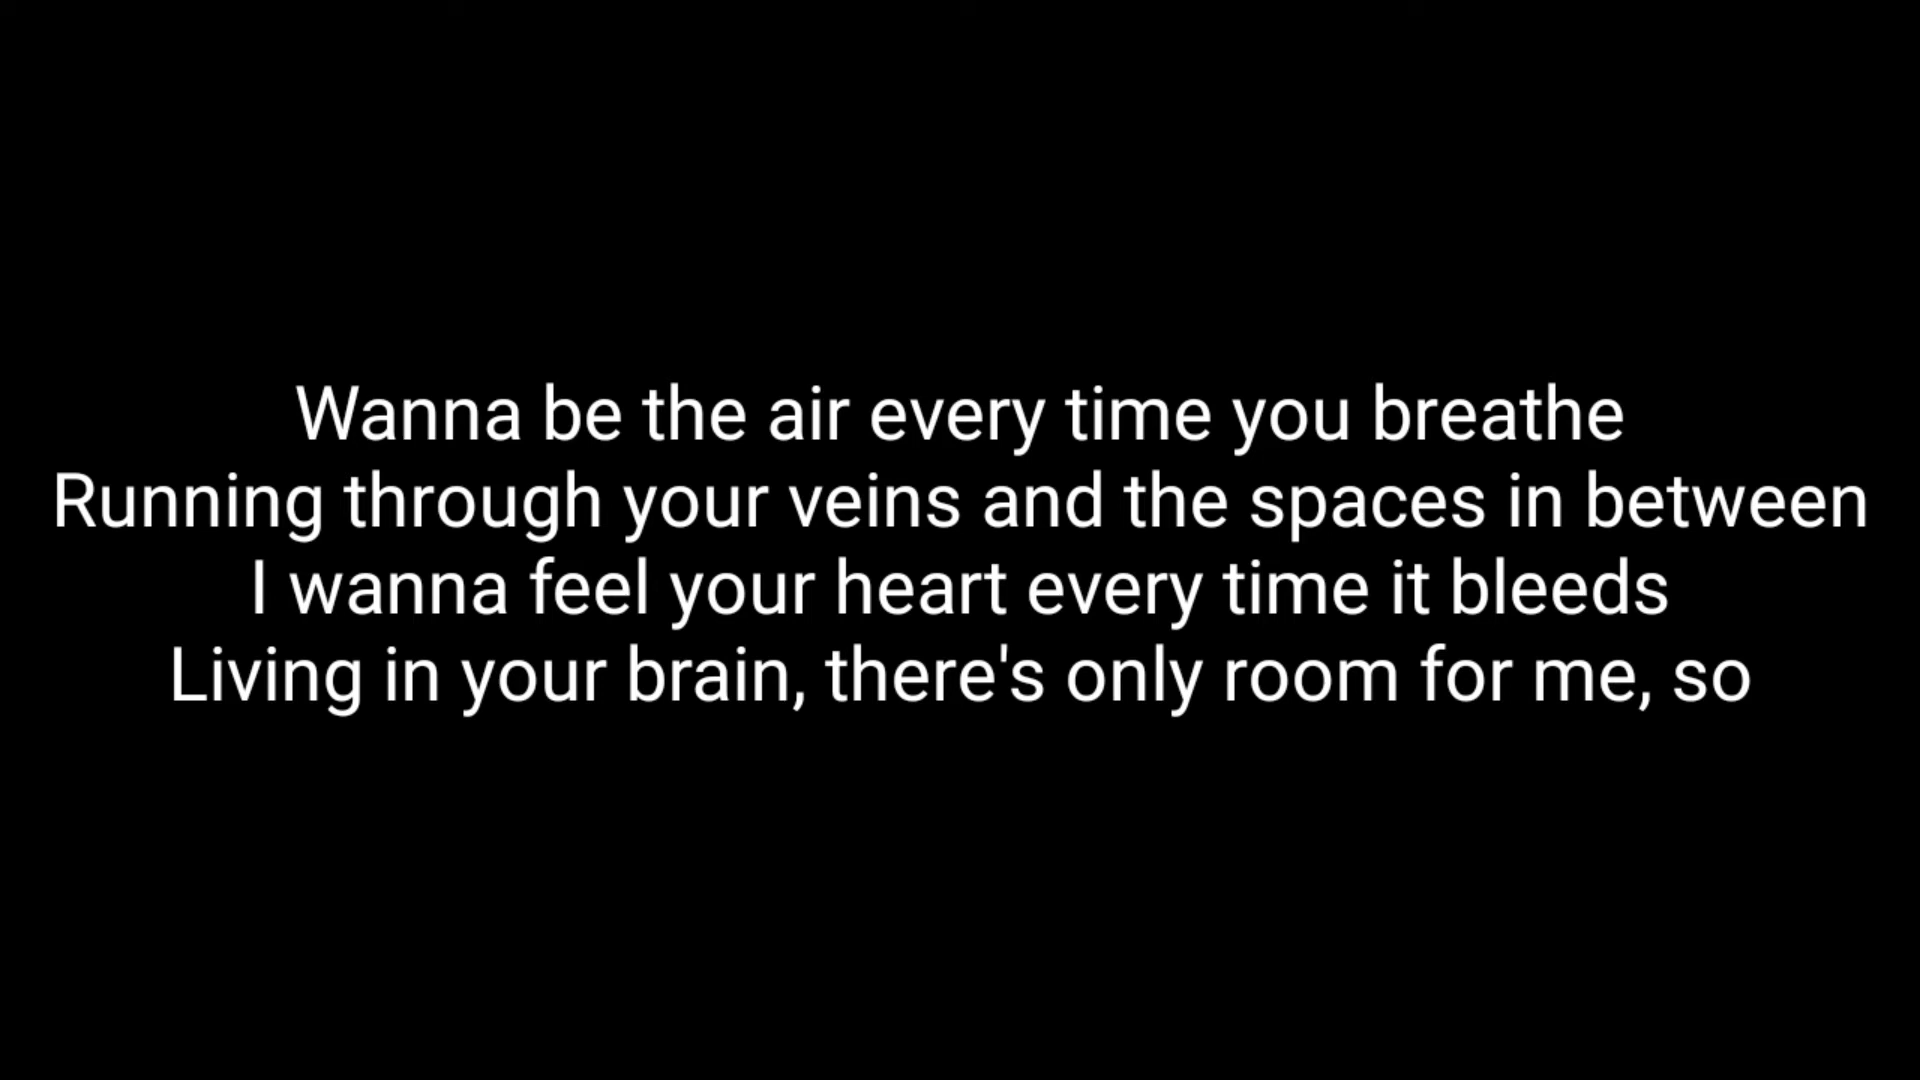 Wanna be the air every time you breathe
Running through your veins and the spaces in between
I wanna feel your heart every time it bleeds
Living in your brain, there's only room for me, so